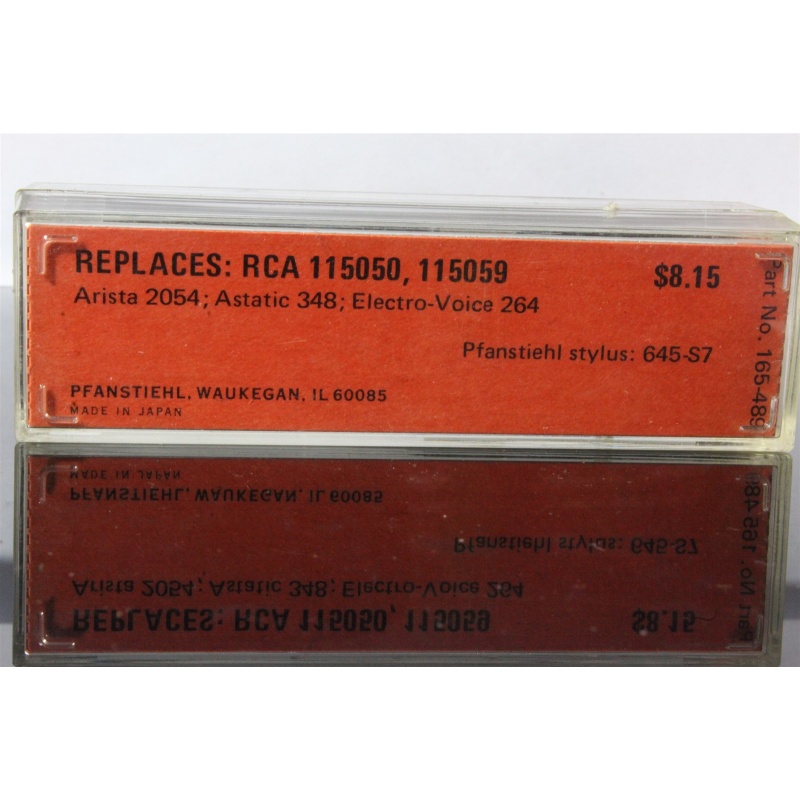 REPLACES: RCA 115050, 115059
$8.15
Arista 2054; Astatic 348; Electro-Voice 264
Pfanstiehl stylus: 645-S7
PFANSTIEHL, WAUKEGAN, IL 60085
MADE IN JAPAN
Part No. 165-489